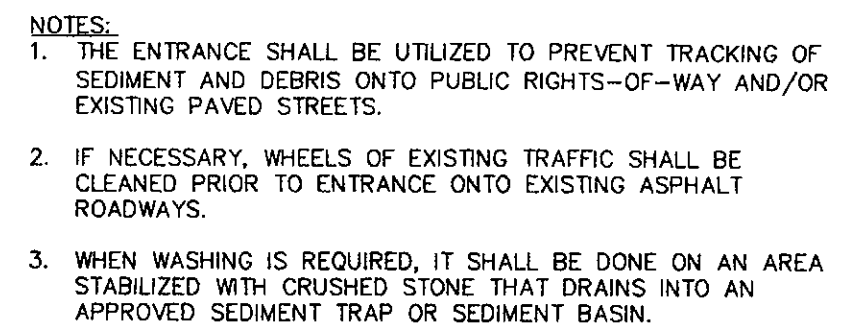 NOTES:
1. THE ENTRANCE SHALL BE UTILIZED TO PREVENT TRACKING OF
SEDIMENT AND DEBRIS ONTO PUBLIC RIGHTS-OF-WAY AND/OR
EXISTING PAVED STREETS.
2. IF NECESSARY, WHEELS OF EXISTING TRAFFIC SHALL BE
CLEANED PRIOR TO ENTRANCE ONTO EXISTING ASPHALT
ROADWAYS.
3. WHEN WASHING IS REQUIRED, IT SHALL BE DONE ON AN AREA
STABILIZED WITH CRUSHED STONE THAT DRAINS INTO AN
APPROVED SEDIMENT TRAP OR SEDIMENT BASIN.